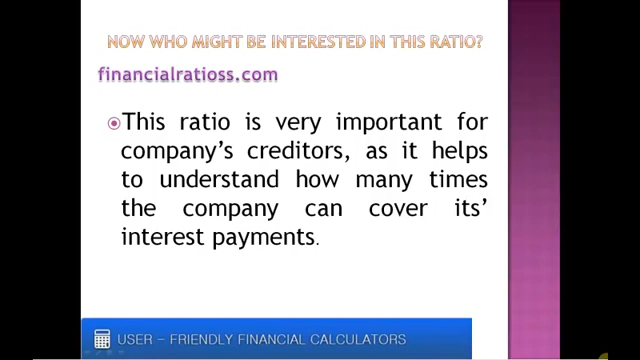 NOW WHO MIGHT BE INTERESTED IN THIS RATIO?
financialratioss.com
This ratio is very important for
company's creditors, as it helps
to understand how many times
the company can cover its'
interest payments.
USER – FRIENDLY FINANCIAL CALCULATORS